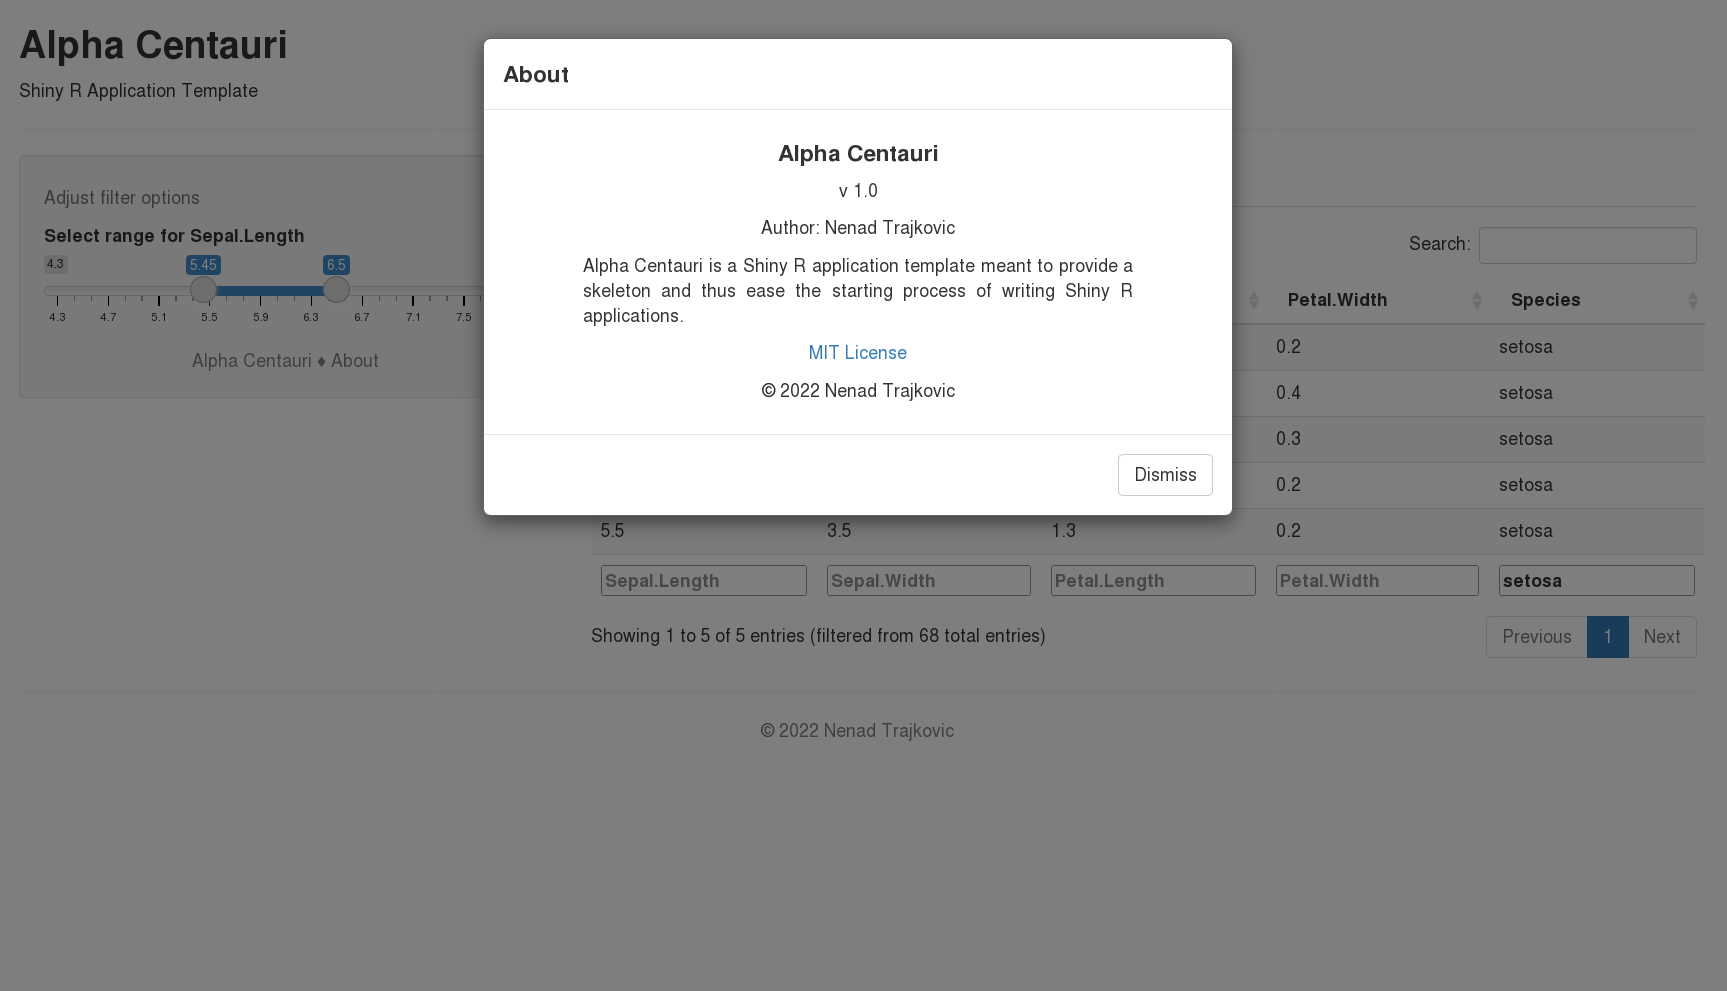 Alpha Centauri
Shiny R Application Template
About
Alpha Centauri
v 1.0
Author: Nenad Trajkovic
Alpha Centauri is a Shiny R application template meant to provide a
skeleton and thus ease the starting process of writing Shiny R
applications.
MIT License
© 2022 Nenad Trajkovic
Dismiss
Adjust filter options
Select range for Sepal.Length
4.3 5.45 6.5
4.3 4.7 5.1 5.5 5.9 6.3 6.7 7.1 7.5
Alpha Centauri ♦ About
Search:
Petal.Width Species
0.2 setosa
0.4 setosa
0.3 setosa
0.2 setosa
5.5 3.5 1.3 0.2 setosa
Sepal.Length Sepal.Width Petal.Length Petal.Width setosa
Showing 1 to 5 of 5 entries (filtered from 68 total entries)
Previous 1 Next
© 2022 Nenad Trajkovic